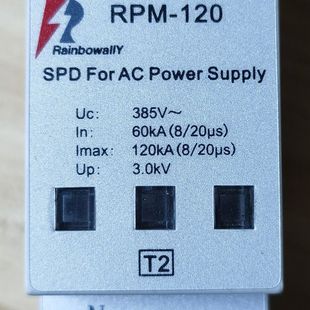 RPM-120
RainbowallY
SPD For AC Power Supply
Uc: 385V~
In: 60kA(8/20μs)
Imax: 120kA(8/20μs)
Up: 3.0kV
T2
N